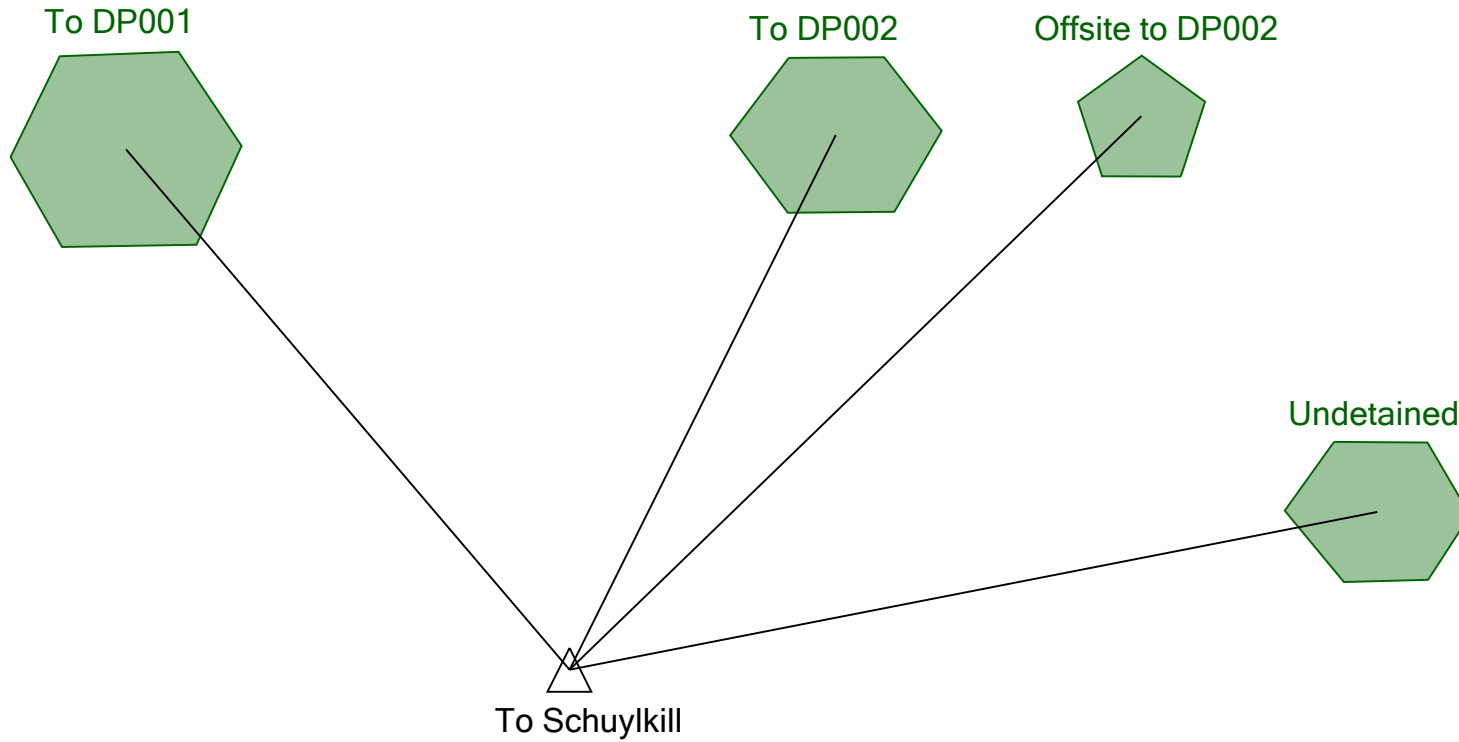 To DP001
To DP002
Offsite to DP002
Undetained
To Schuylkill